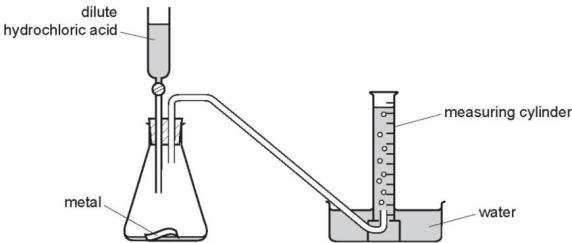 dilute
hydrochloric acid
measuring cylinder
metal
water